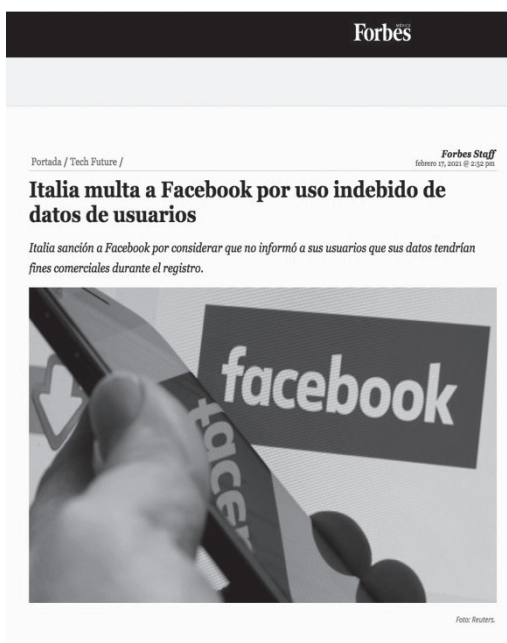 Forbes
MÉXICO
Portada / Tech Future /
Forbes Staff
febrero 17, 2021 @ 2:52 pm
Italia multa a Facebook por uso indebido de
datos de usuarios
Italia sanción a Facebook por considerar que no informó a sus usuarios que sus datos tendrían
fines comerciales durante el registro.
facebook
facer
Foto: Reuters.